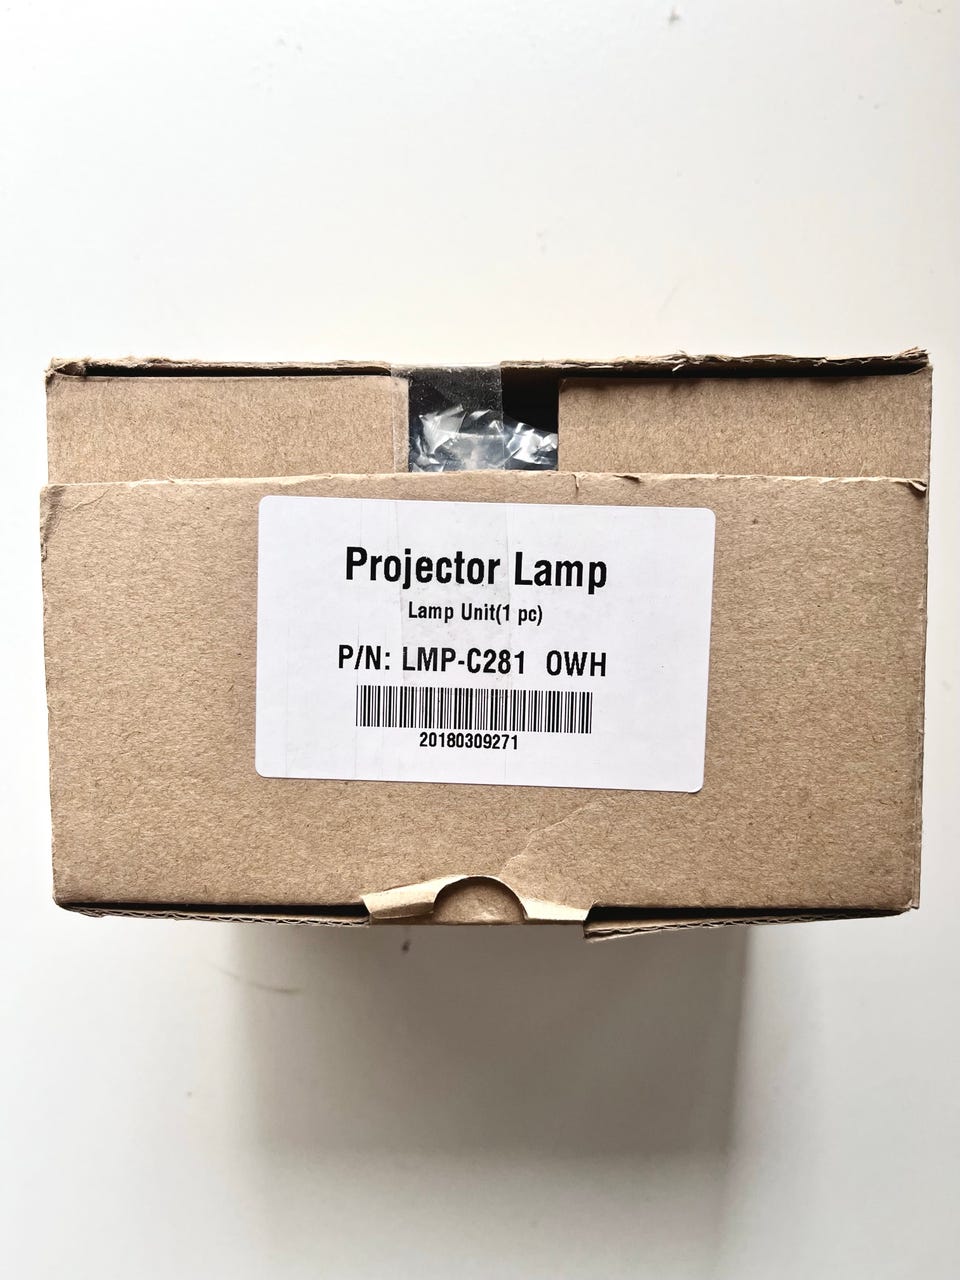 Projector Lamp
Lamp Unit(1 pc)
P/N: LMP-C281 OWH
20180309271